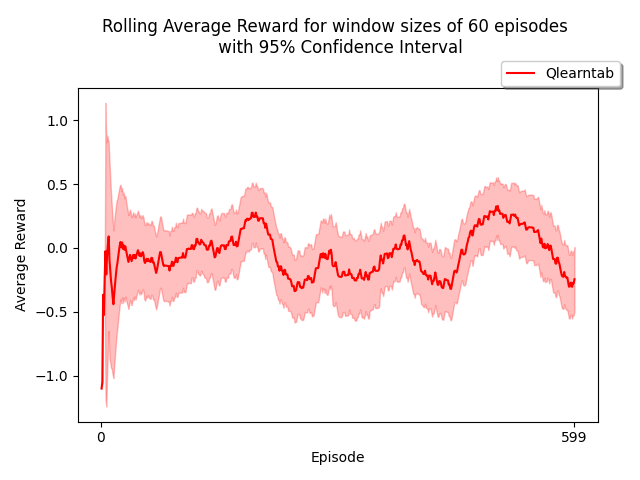 Rolling Average Reward for window sizes of 60 episodes
with 95% Confidence Interval
Qlearntab
1.0
0.5
0.0
−0.5
−1.0
Average Reward
0
599
Episode